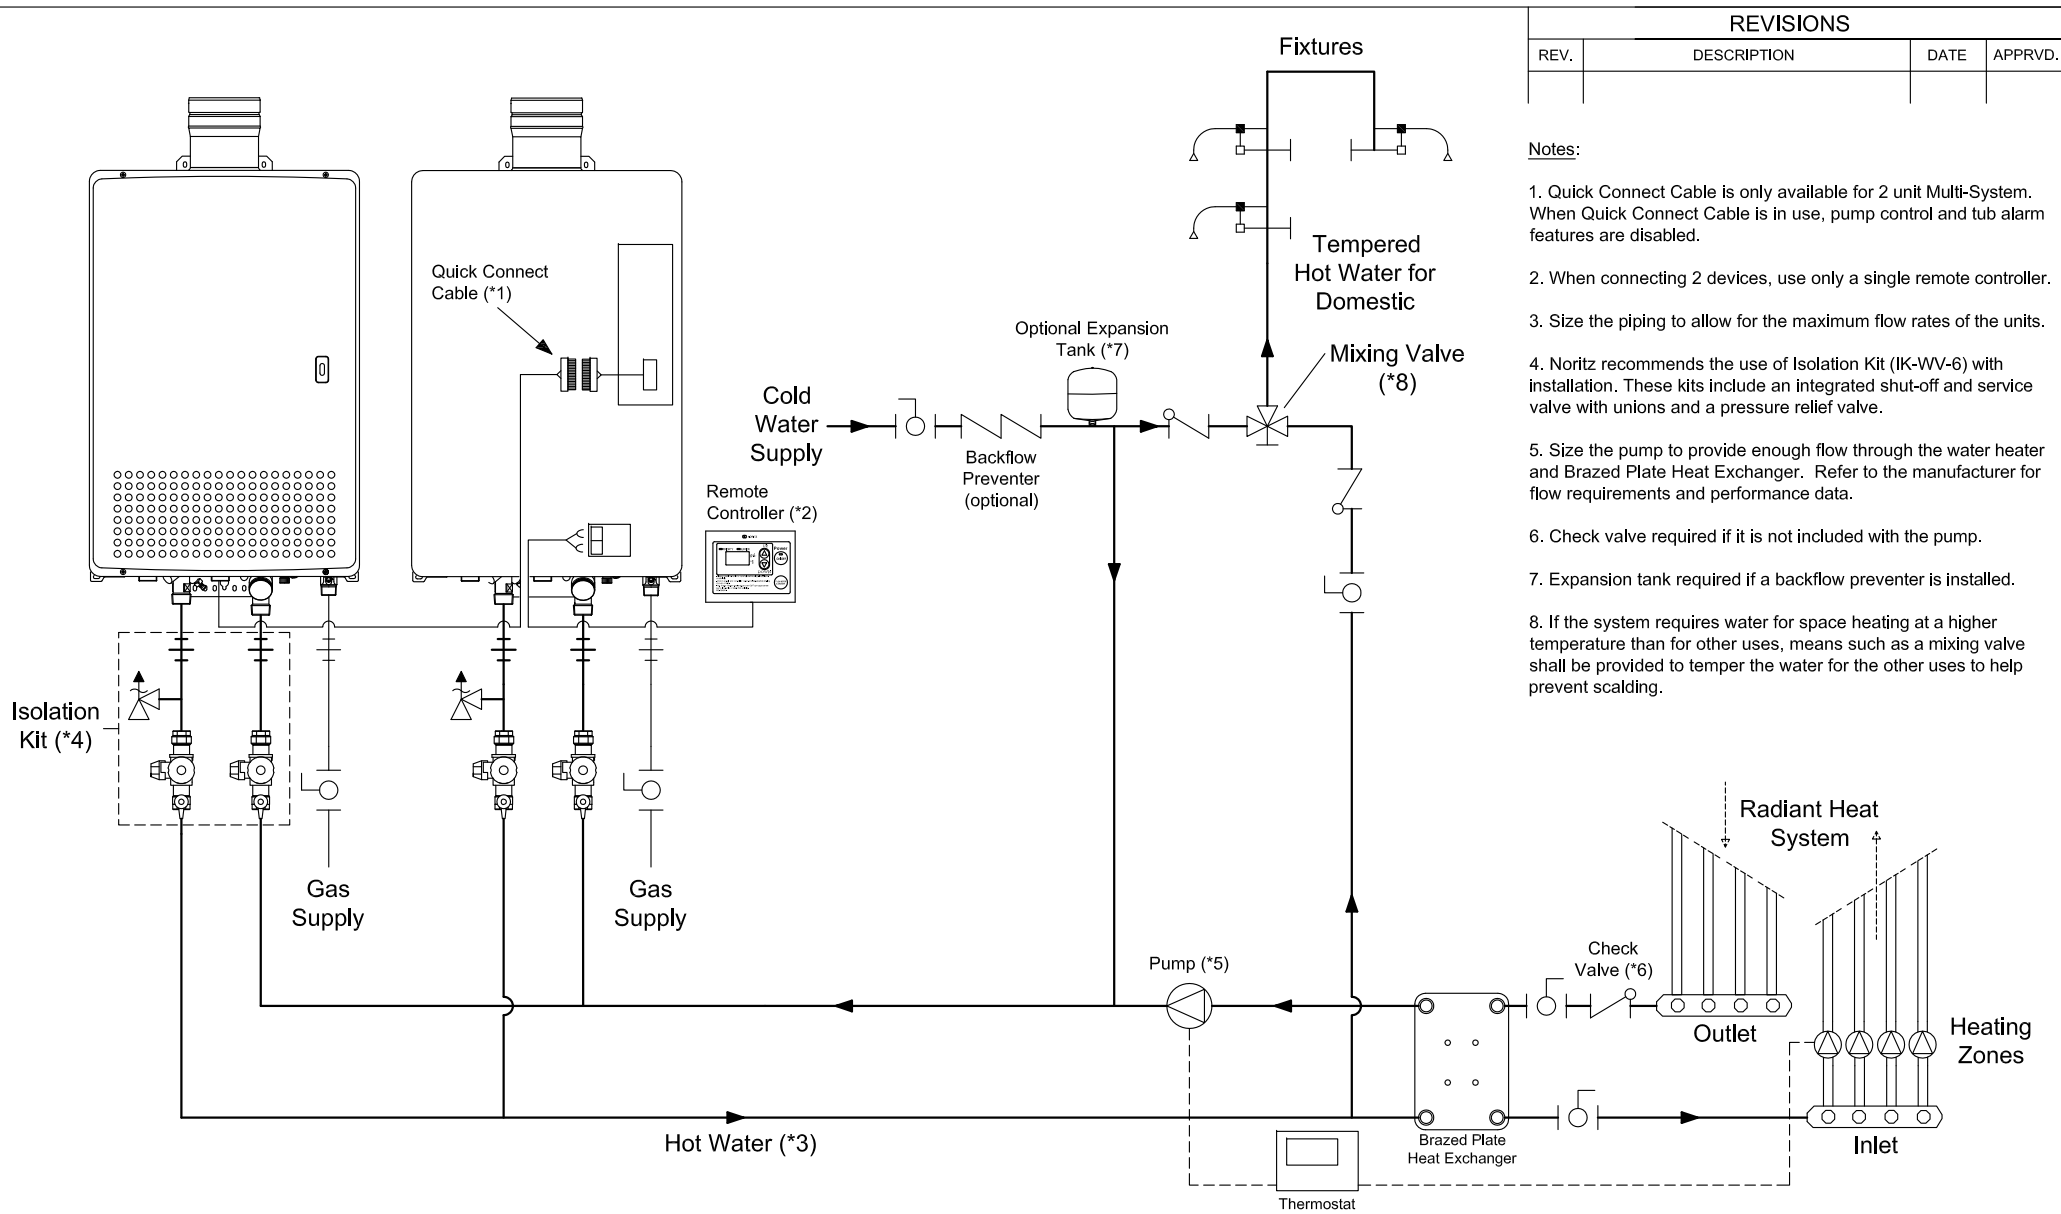 REVISIONS
REV.
DESCRIPTION
DATE
APPRVD.
Fixtures
Notes:
1. Quick Connect Cable is only available for 2 unit Multi-System.
When Quick Connect Cable is in use, pump control and tub alarm
features are disabled.
2. When connecting 2 devices, use only a single remote controller.
3. Size the piping to allow for the maximum flow rates of the units.
4. Noritz recommends the use of Isolation Kit (IK-WV-6) with
installation. These kits include an integrated shut-off and service
valve with unions and a pressure relief valve.
5. Size the pump to provide enough flow through the water heater
and Brazed Plate Heat Exchanger. Refer to the manufacturer for
flow requirements and performance data.
6. Check valve required if it is not included with the pump.
7. Expansion tank required if a backflow preventer is installed.
8. If the system requires water for space heating at a higher
temperature than for other uses, means such as a mixing valve
shall be provided to temper the water for the other uses to help
prevent scalding.
Quick Connect
Cable (*1)
Tempered
Hot Water for
Domestic
Optional Expansion
Tank (*7)
Mixing Valve
(*8)
Cold
Water
Supply
Backflow
Preventer
(optional)
Remote
Controller (*2)
Isolation
Kit (*4)
Gas
Supply
Gas
Supply
Radiant Heat
System
Pump (*5)
Check
Valve (*6)
Outlet
Heating
Zones
Hot Water (*3)
Brazed Plate
Heat Exchanger
Inlet
Thermostat